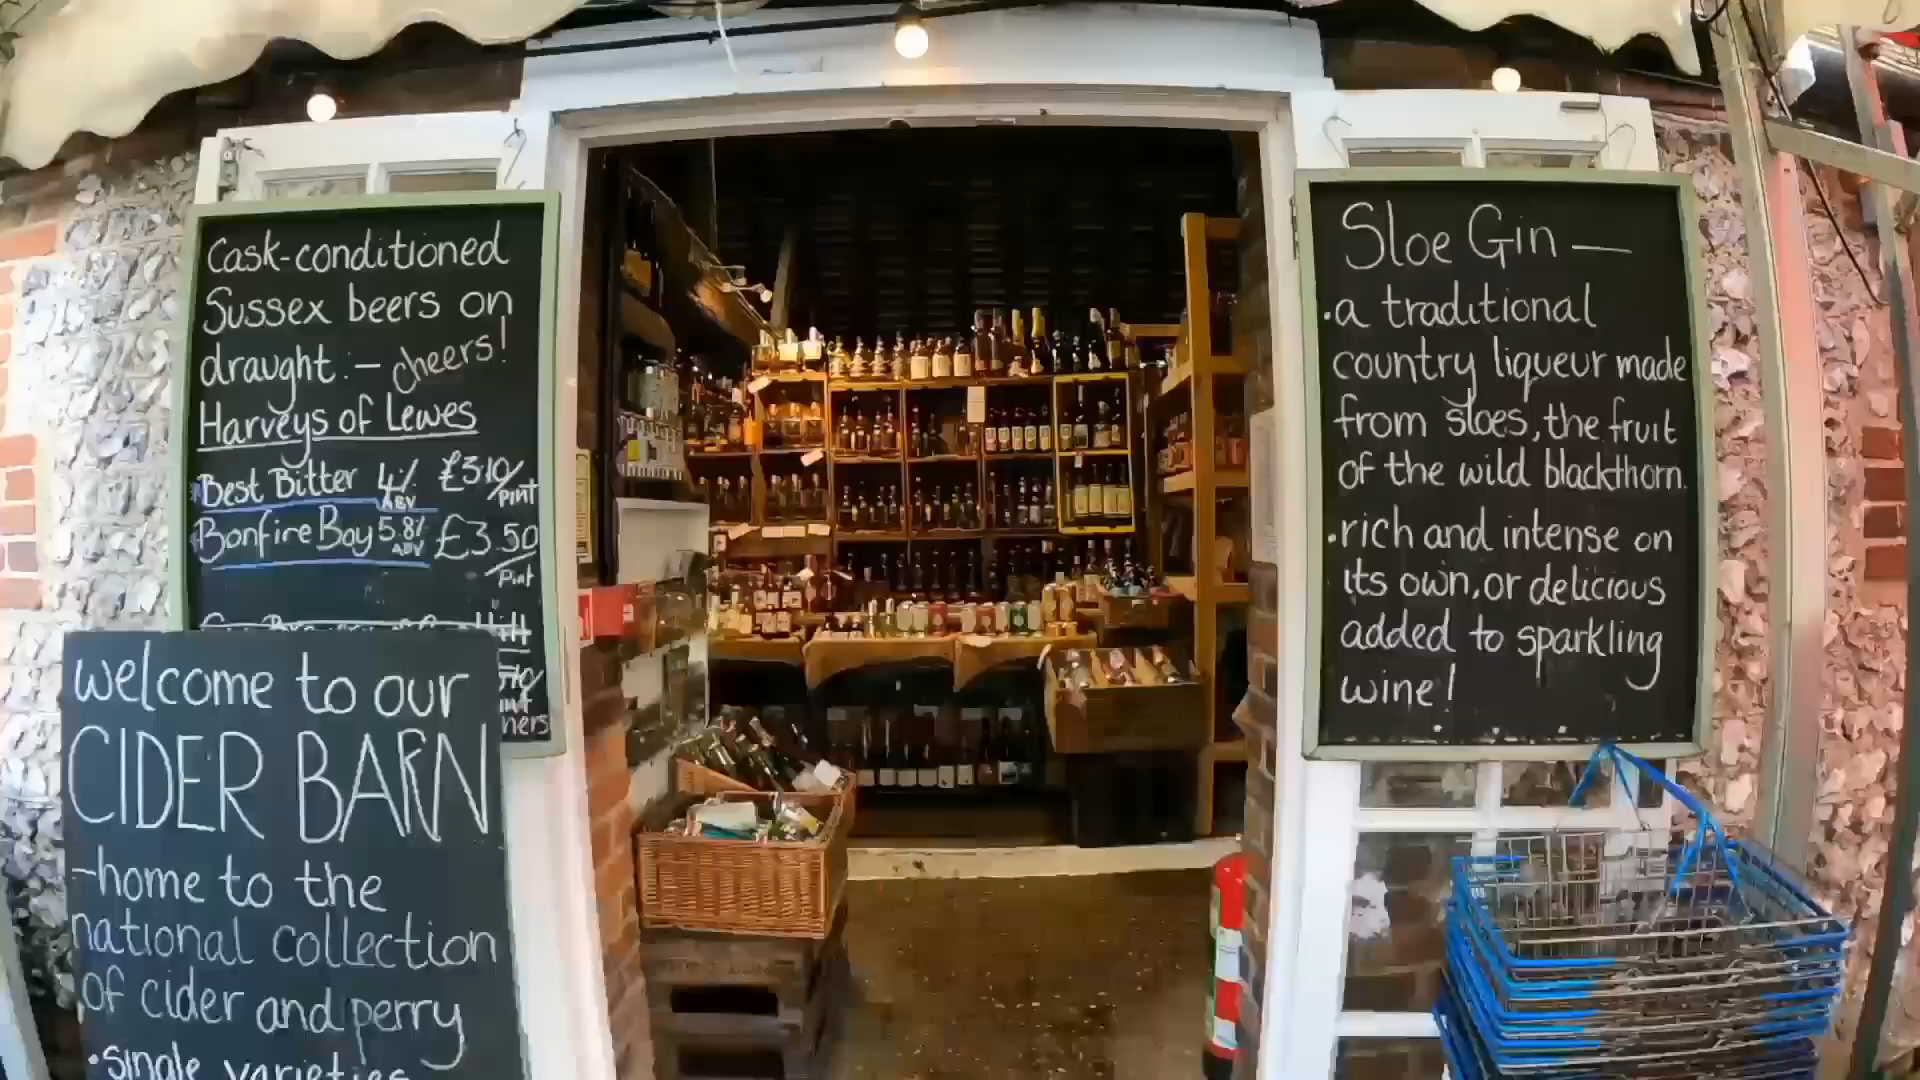 Cask-conditioned
Sussex beers on
draught:- cheers!
Harveys of Lewes
Best Bitter 4% ABV £3.10/pint
Bonfire Boy 5.8% ABV £3.50/Pint
welcome to our
CIDER BARN
-home to the
national collection
of cider and perry
•single varieties
Sloe Gin —
•a traditional
country liqueur made
from sloes, the fruit
of the wild blackthorn.
•rich and intense on
its own, or delicious
added to sparkling
wine!